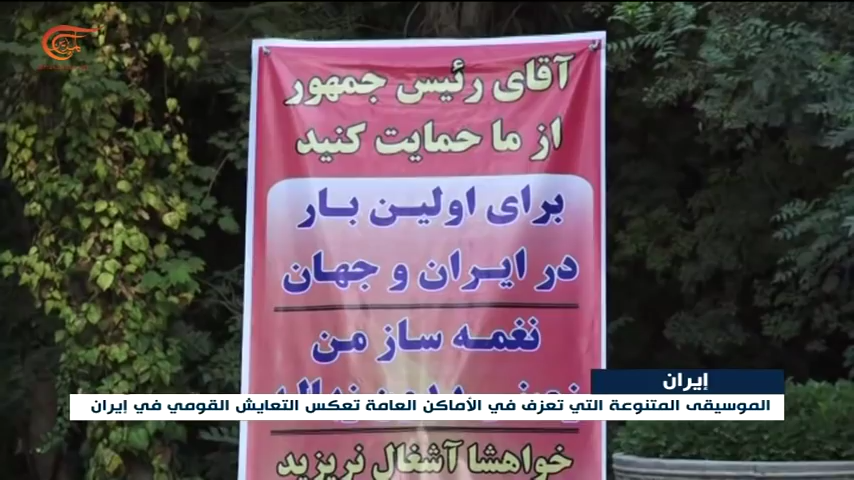 آقای رئیس جمهور
از ما حمایت کنید
برای اولین بار
در ایران و جهان
نغمه ساز من
إيران
الموسيقى المتنوعة التي تعزف في الأماكن العامة تعكس التعايش القومي في إيران
خواهشا آشغال نریزید